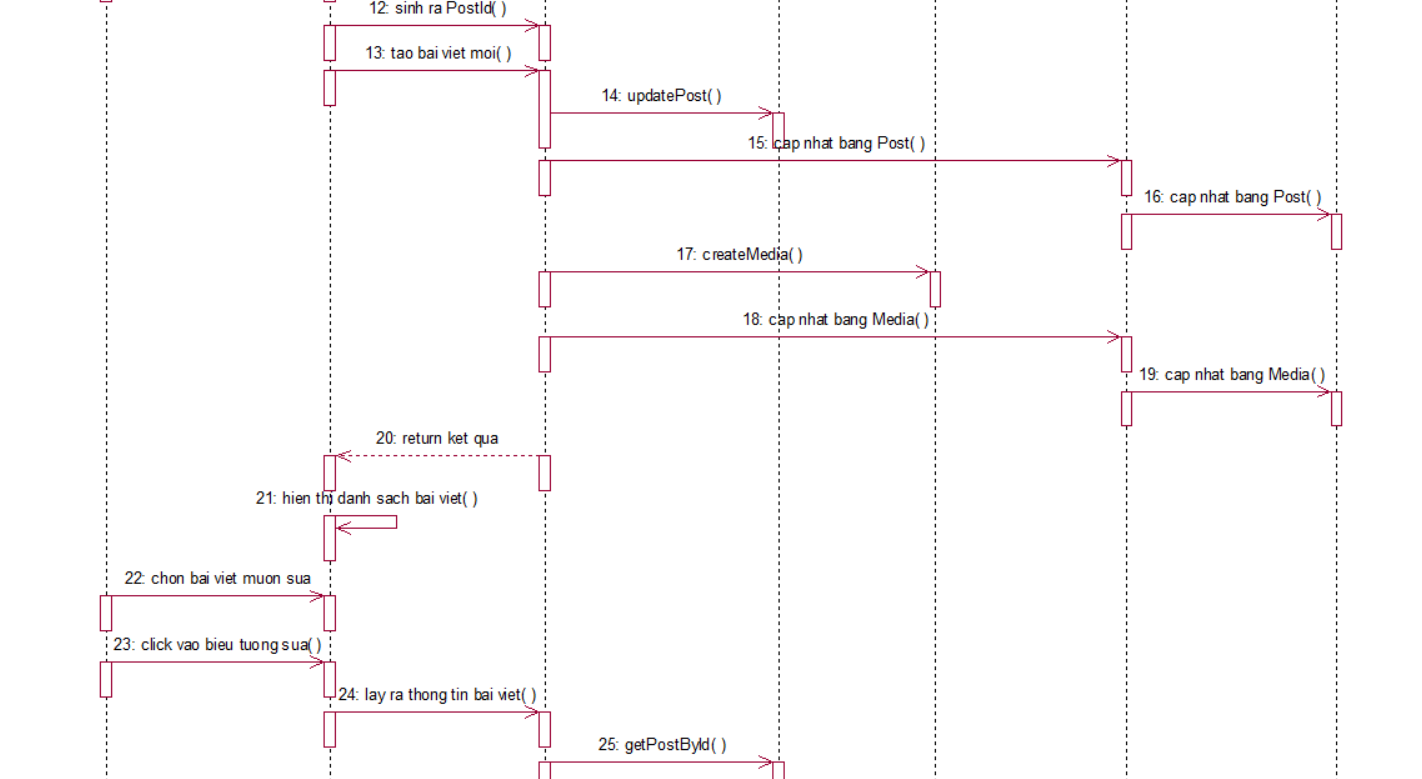 12: sinh ra PostId( )
13: tao bai viet moi( )
14: updatePost( )
15: cap nhat bang Post( )
16: cap nhat bang Post( )
17: createMedia( )
18: cap nhat bang Media( )
19: cap nhat bang Media( )
20: return ket qua
21: hien thi danh sach bai viet( )
22: chon bai viet muon sua
23: click vao bieu tuong sua( )
24: lay ra thong tin bai viet( )
25: getPostById( )